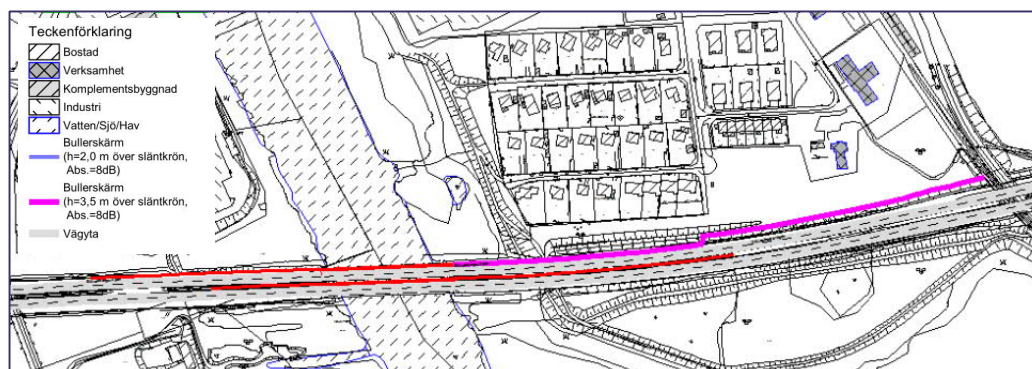 Teckenförklaring
Bostad
Verksamhet
Komplementsbyggnad
Industri
Vatten/Sjö/Hav
Bullerskärm
(h=2,0 m över släntkrön,
Abs.=8dB)
Bullerskärm
(h=3,5 m över släntkrön,
Abs.=8dB)
Vägyta